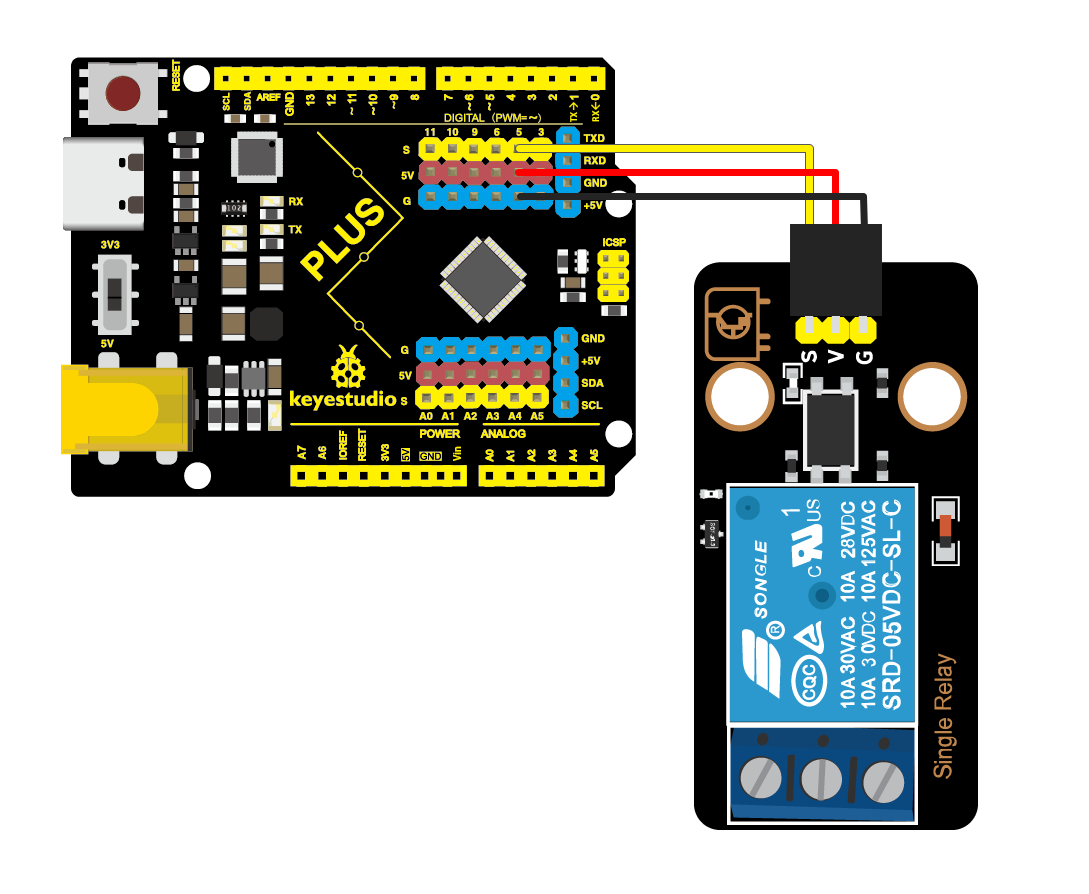 RESET
SCL
SDA
AREF
GND
13
12
~11
~10
~9
8
7
~6
~5
4
3
2
TX→1
RX←0
DIGITAL (PWM=~)
11 10 9 6 5 3
S
5V
G
TXD
RXD
GND
+5V
RX
TX
102
PLUS
3V3
5V
ICSP
G
5V
S
A0 A1 A2 A3 A4 A5
GND
+5V
SDA
SCL
keyestudio
POWER
ANALOG
A7
A6
IOREF
RESET
3V3
5V
GND
Vin
A0
A1
A2
A3
A4
A5
S
V
G
SONGLE
R
CQC
C
US
1
10A 30VAC 10A 28VDC
10A 3 0VDC 10A 125VAC
SRD-05VDC-SL-C
Single Relay